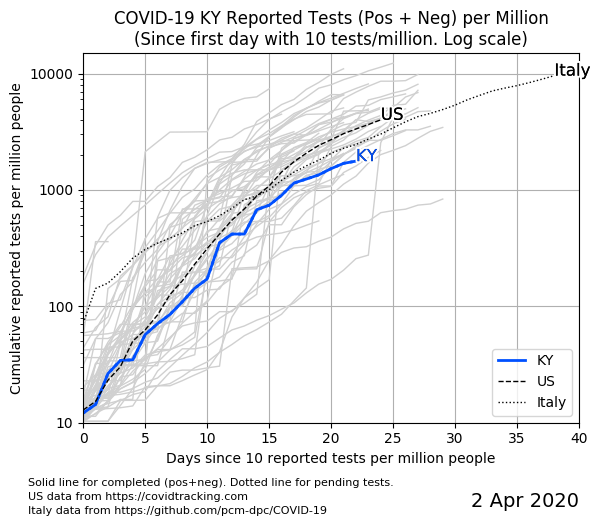 COVID-19 KY Reported Tests (Pos + Neg) per Million
(Since first day with 10 tests/million. Log scale)
Cumulative reported tests per million people
10000
1000
100
10
Italy
US
KY
KY
US
Italy
0 5 10 15 20 25 30 35 40
Days since 10 reported tests per million people
Solid line for completed (pos+neg). Dotted line for pending tests.
US data from https://covidtracking.com
Italy data from https://github.com/pcm-dpc/COVID-19
2 Apr 2020